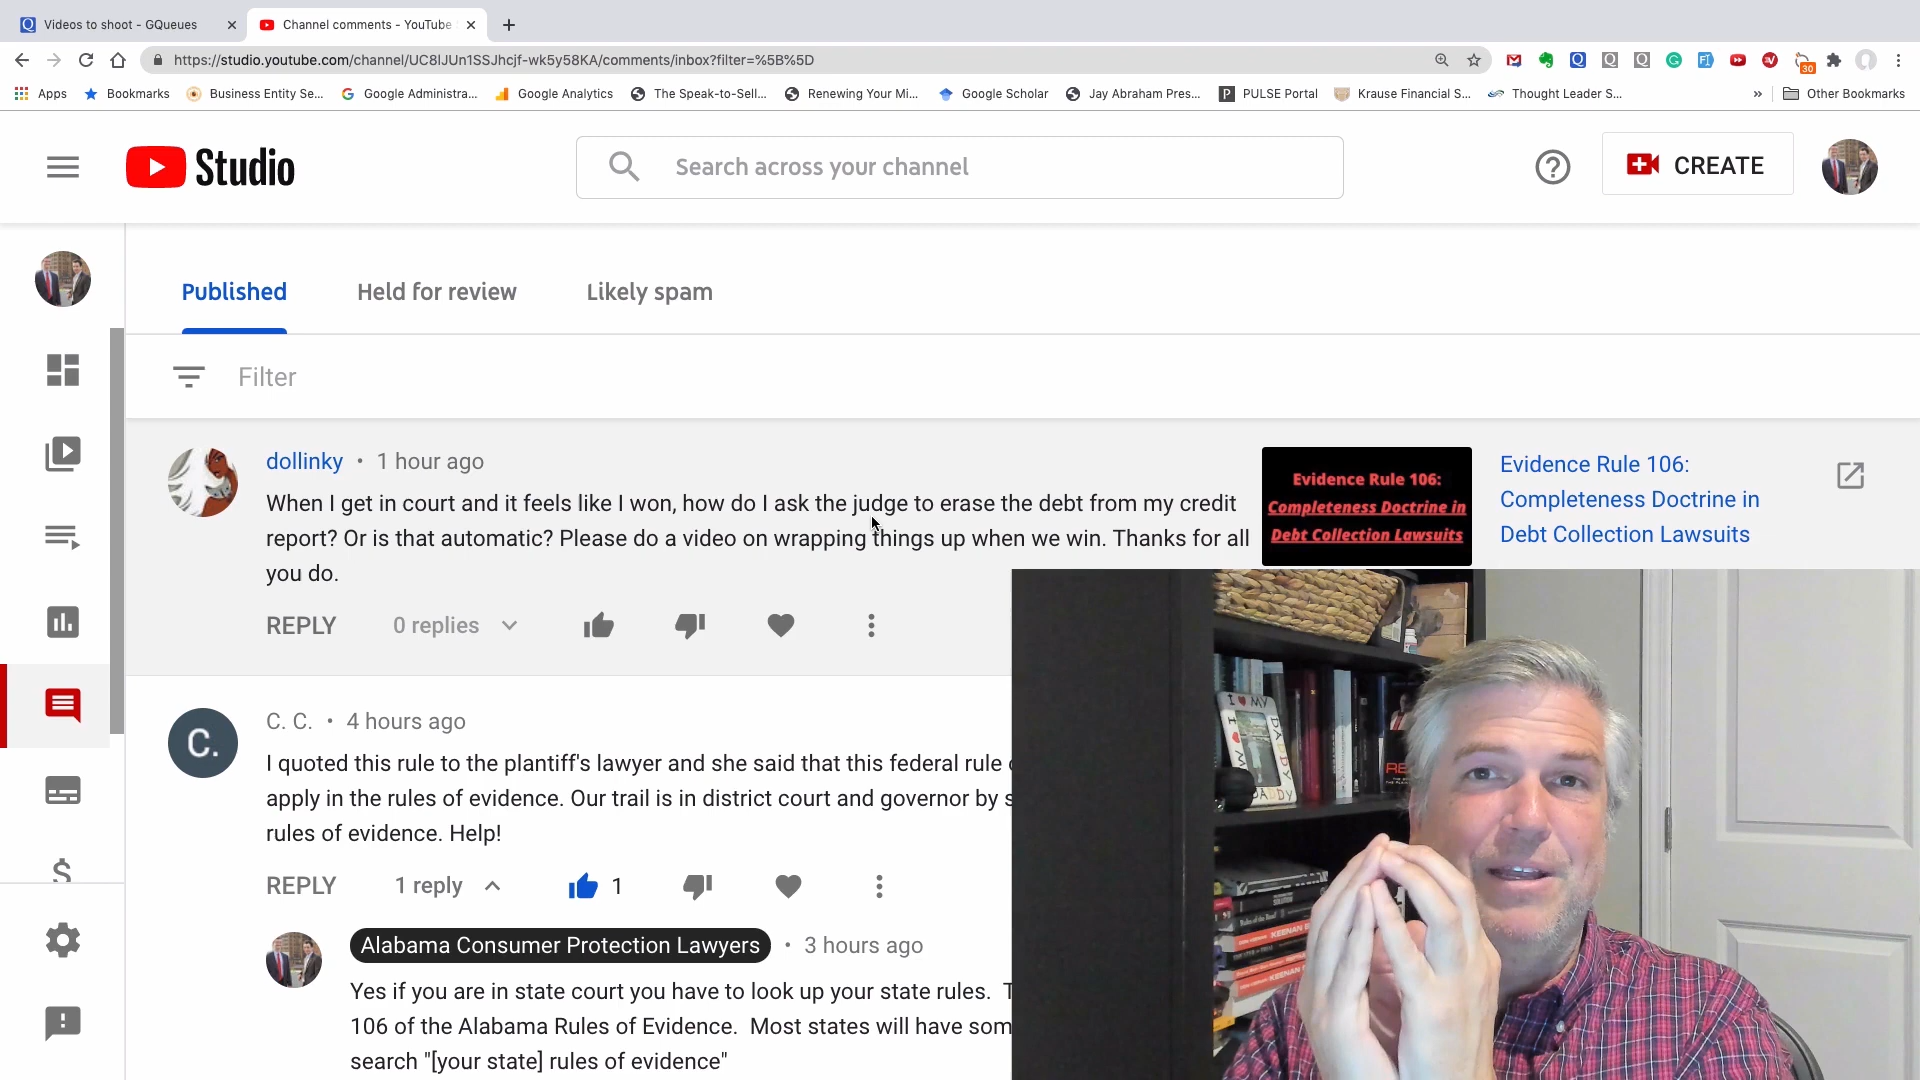 Videos to shoot - GQueues
Channel comments - YouTube
https://studio.youtube.com/channel/UC8IJUn1SSJhcjf-wk5y58KA/comments/inbox?filter=%5B%5D
30
Apps Bookmarks Business Entity Se... Google Administra... Google Analytics The Speak-to-Sell... Renewing Your Mi... Google Scholar Jay Abraham Pres... PULSE Portal Krause Financial S... Thought Leader S... » Other Bookmarks
Studio
Search across your channel
CREATE
Published Held for review Likely spam
Filter
dollinky • 1 hour ago
When I get in court and it feels like I won, how do I ask the judge to erase the debt from my credit
report? Or is that automatic? Please do a video on wrapping things up when we win. Thanks for all
you do.
REPLY 0 replies
Evidence Rule 106:
Completeness Doctrine in
Debt Collection Lawsuits
Evidence Rule 106:
Completeness Doctrine in
Debt Collection Lawsuits
C.
C. C. • 4 hours ago
I quoted this rule to the plantiff's lawyer and she said that this federal rule
apply in the rules of evidence. Our trail is in district court and governor by
rules of evidence. Help!
REPLY 1 reply 1
Alabama Consumer Protection Lawyers • 3 hours ago
Yes if you are in state court you have to look up your state rules.
106 of the Alabama Rules of Evidence. Most states will have som
search "[your state] rules of evidence"
I ♥ MY
DADDY